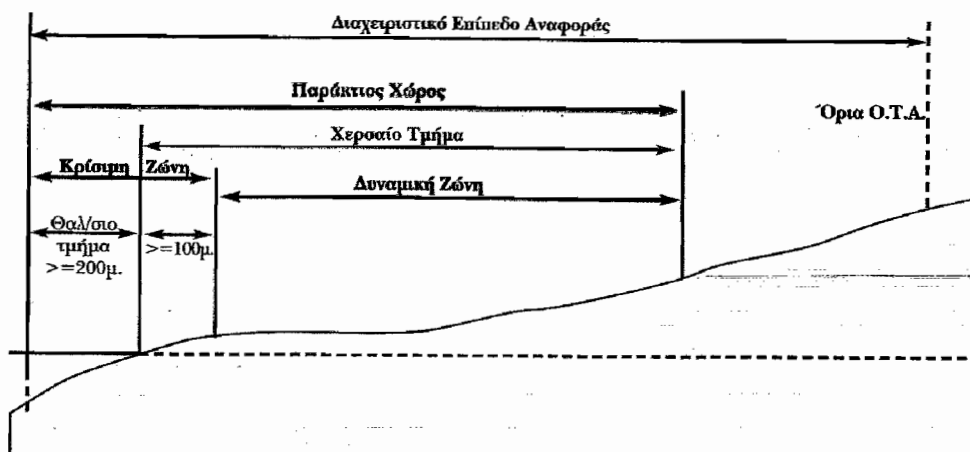 Διαχειριστικό Επίπεδο Αναφοράς
Παράκτιος Χώρος
Όρια Ο.Τ.Α.
Χερσαίο Τμήμα
Κρίσιμη Ζώνη
Δυναμική Ζώνη
Θαλ/σιο
τμήμα
>=200μ.
>=100μ.